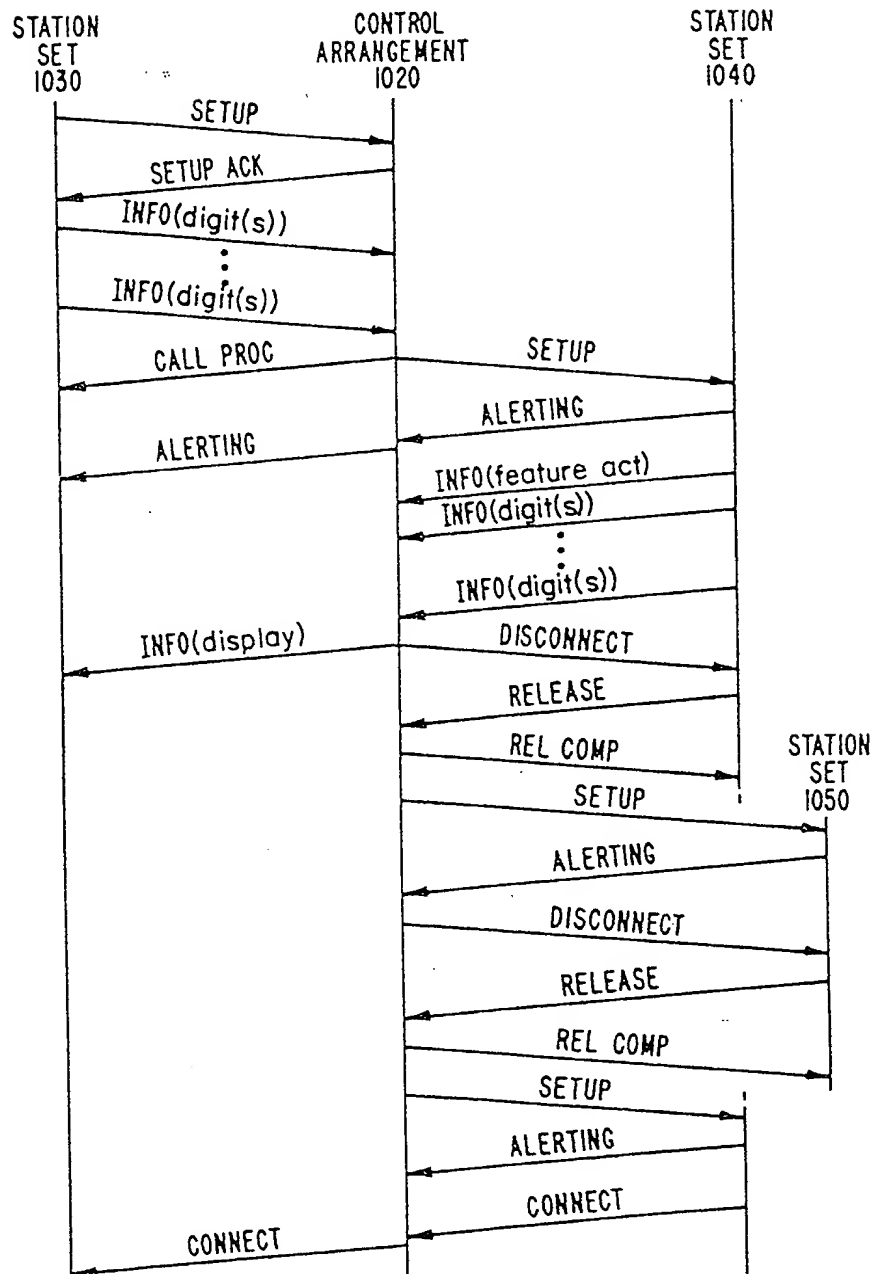 STATION
SET
1030
CONTROL
ARRANGEMENT
1020
STATION
SET
1040
SETUP
SETUP ACK
INFO(digit(s))
INFO(digit(s))
CALL PROC
SETUP
ALERTING
ALERTING
INFO(feature act)
INFO(digit(s))
INFO(digit(s))
INFO(display)
DISCONNECT
RELEASE
REL COMP
STATION
SET
1050
SETUP
ALERTING
DISCONNECT
RELEASE
REL COMP
SETUP
ALERTING
CONNECT
CONNECT